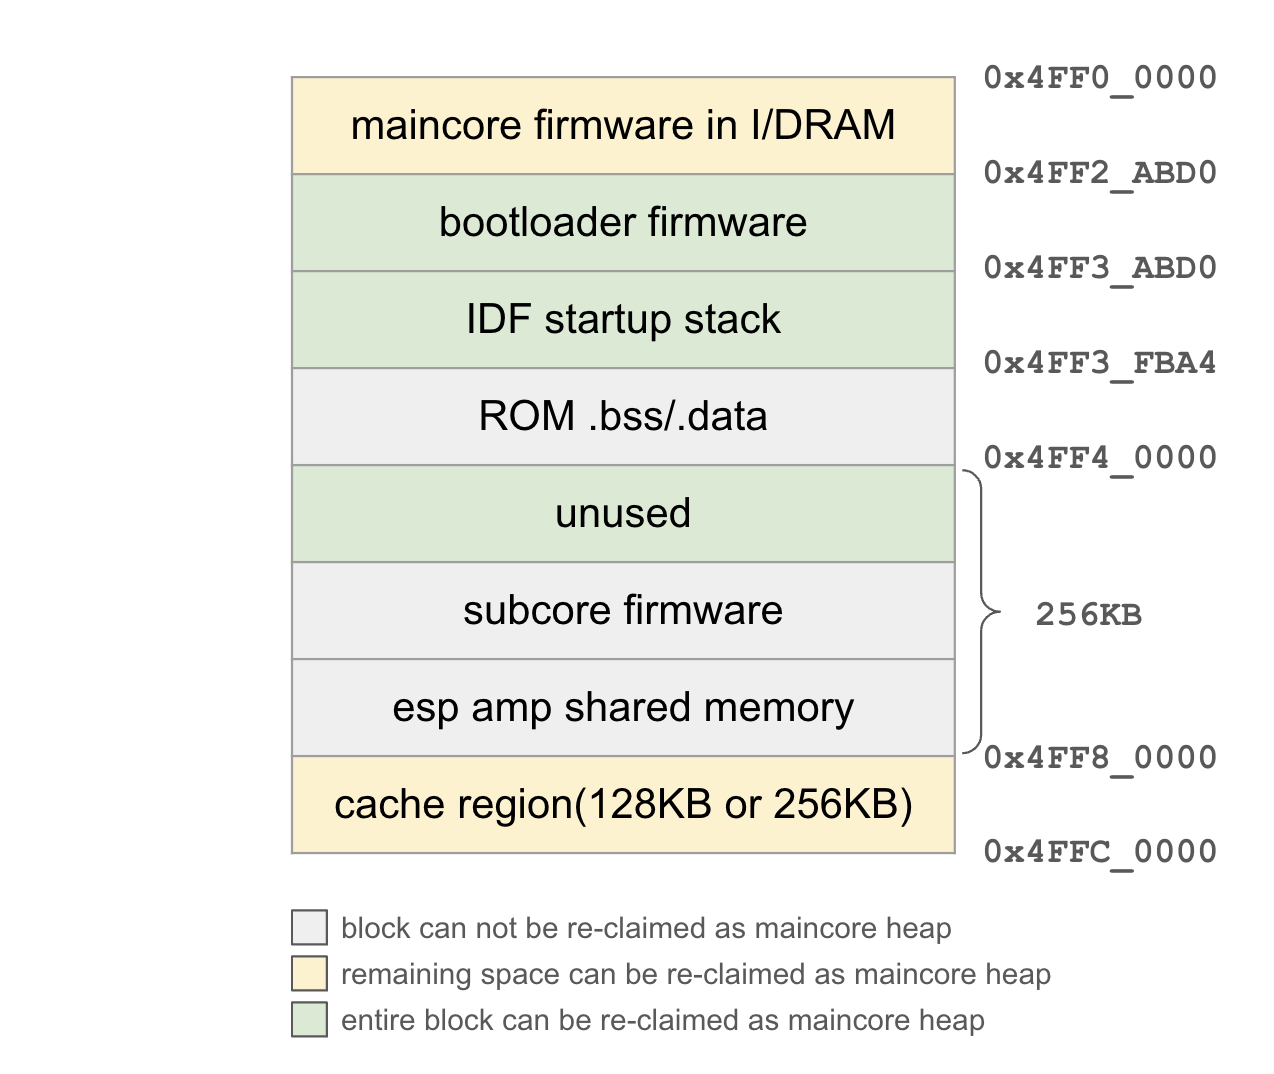 0x4FF0_0000
maincore firmware in I/DRAM
0x4FF2_ABD0
bootloader firmware
0x4FF3_ABD0
IDF startup stack
0x4FF3_FBA4
ROM .bss/.data
0x4FF4_0000
unused
subcore firmware
256KB
esp amp shared memory
0x4FF8_0000
cache region(128KB or 256KB)
0x4FFC_0000
block can not be re-claimed as maincore heap
remaining space can be re-claimed as maincore heap
entire block can be re-claimed as maincore heap